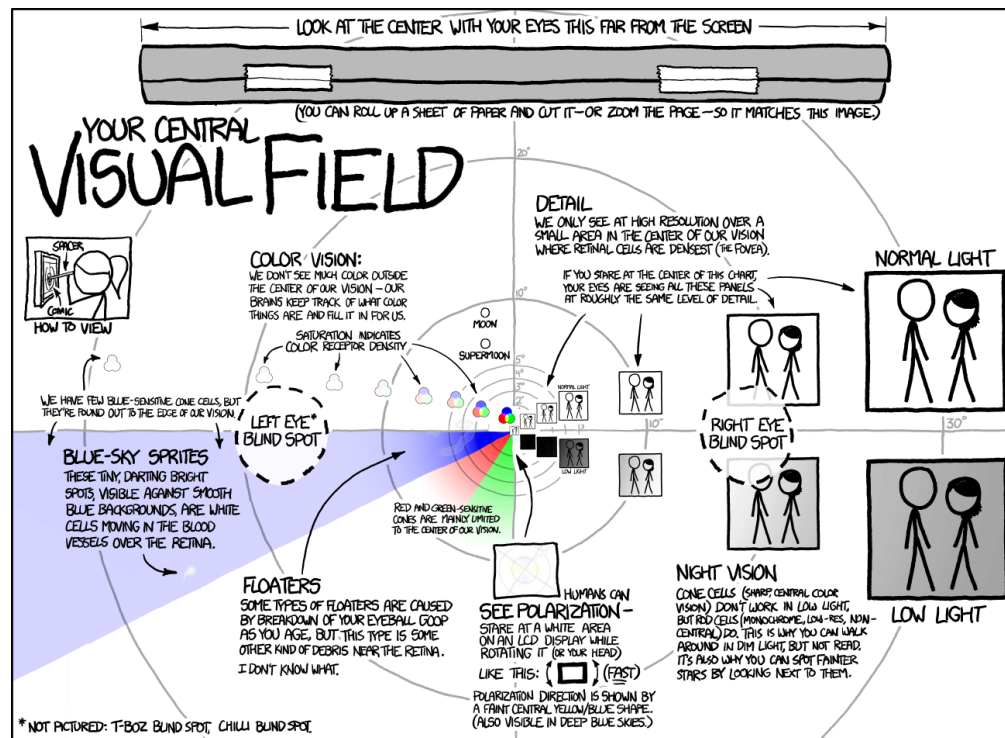 LOOK AT THE CENTER WITH YOUR EYES THIS FAR FROM THE SCREEN
(YOU CAN ROLL UP A SHEET OF PAPER AND CUT IT—OR ZOOM THE PAGE—SO IT MATCHES THIS IMAGE.)
YOUR CENTRAL
VISUAL FIELD
20°
SPACER
COMIC
HOW TO VIEW
COLOR VISION:
WE DON'T SEE MUCH COLOR OUTSIDE
THE CENTER OF OUR VISION — OUR
BRAINS KEEP TRACK OF WHAT COLOR
THINGS ARE AND FILL IT IN FOR US.
SATURATION INDICATES
COLOR RECEPTOR DENSITY
DETAIL
WE ONLY SEE AT HIGH RESOLUTION OVER A
SMALL AREA IN THE CENTER OF OUR VISION
WHERE RETINAL CELLS ARE DENSEST (THE FOVEA).
IF YOU STARE AT THE CENTER OF THIS CHART,
YOUR EYES ARE SEEING ALL THESE PANELS
AT ROUGHLY THE SAME LEVEL OF DETAIL.
NORMAL LIGHT
10°
MOON
SUPERMOON
5°
4°
3°
2°
NORMAL LIGHT
LOW LIGHT
10°
30°
WE HAVE FEW BLUE-SENSITIVE CONE CELLS, BUT
THEY'RE FOUND OUT TO THE EDGE OF OUR VISION.
LEFT EYE*
BLIND SPOT
RIGHT EYE
BLIND SPOT
BLUE-SKY SPRITES
THESE TINY, DARTING BRIGHT
SPOTS, VISIBLE AGAINST SMOOTH
BLUE BACKGROUNDS, ARE WHITE
CELLS MOVING IN THE BLOOD
VESSELS OVER THE RETINA.
RED AND GREEN-SENSITIVE
CONES ARE MAINLY LIMITED
TO THE CENTER OF OUR VISION.
FLOATERS
SOME TYPES OF FLOATERS ARE CAUSED
BY BREAKDOWN OF YOUR EYEBALL GOOP
AS YOU AGE, BUT THIS TYPE IS SOME
OTHER KIND OF DEBRIS NEAR THE RETINA.
I DON'T KNOW WHAT.
HUMANS CAN
SEE POLARIZATION—
STARE AT A WHITE AREA
ON AN LCD DISPLAY WHILE
ROTATING IT (OR YOUR HEAD)
LIKE THIS: (FAST)
POLARIZATION DIRECTION IS SHOWN BY
A FAINT CENTRAL YELLOW/BLUE SHAPE.
(ALSO VISIBLE IN DEEP BLUE SKIES.)
NIGHT VISION
CONE CELLS (SHARP, CENTRAL COLOR
VISION) DON'T WORK IN LOW LIGHT,
BUT ROD CELLS (MONOCHROME, LOW-RES, NON-
CENTRAL) DO. THIS IS WHY YOU CAN WALK
AROUND IN DIM LIGHT, BUT NOT READ.
IT'S ALSO WHY YOU CAN SPOT FAINTER
STARS BY LOOKING NEXT TO THEM.
LOW LIGHT
*NOT PICTURED: T-BOZ BLIND SPOT, CHILLI BLIND SPOT.